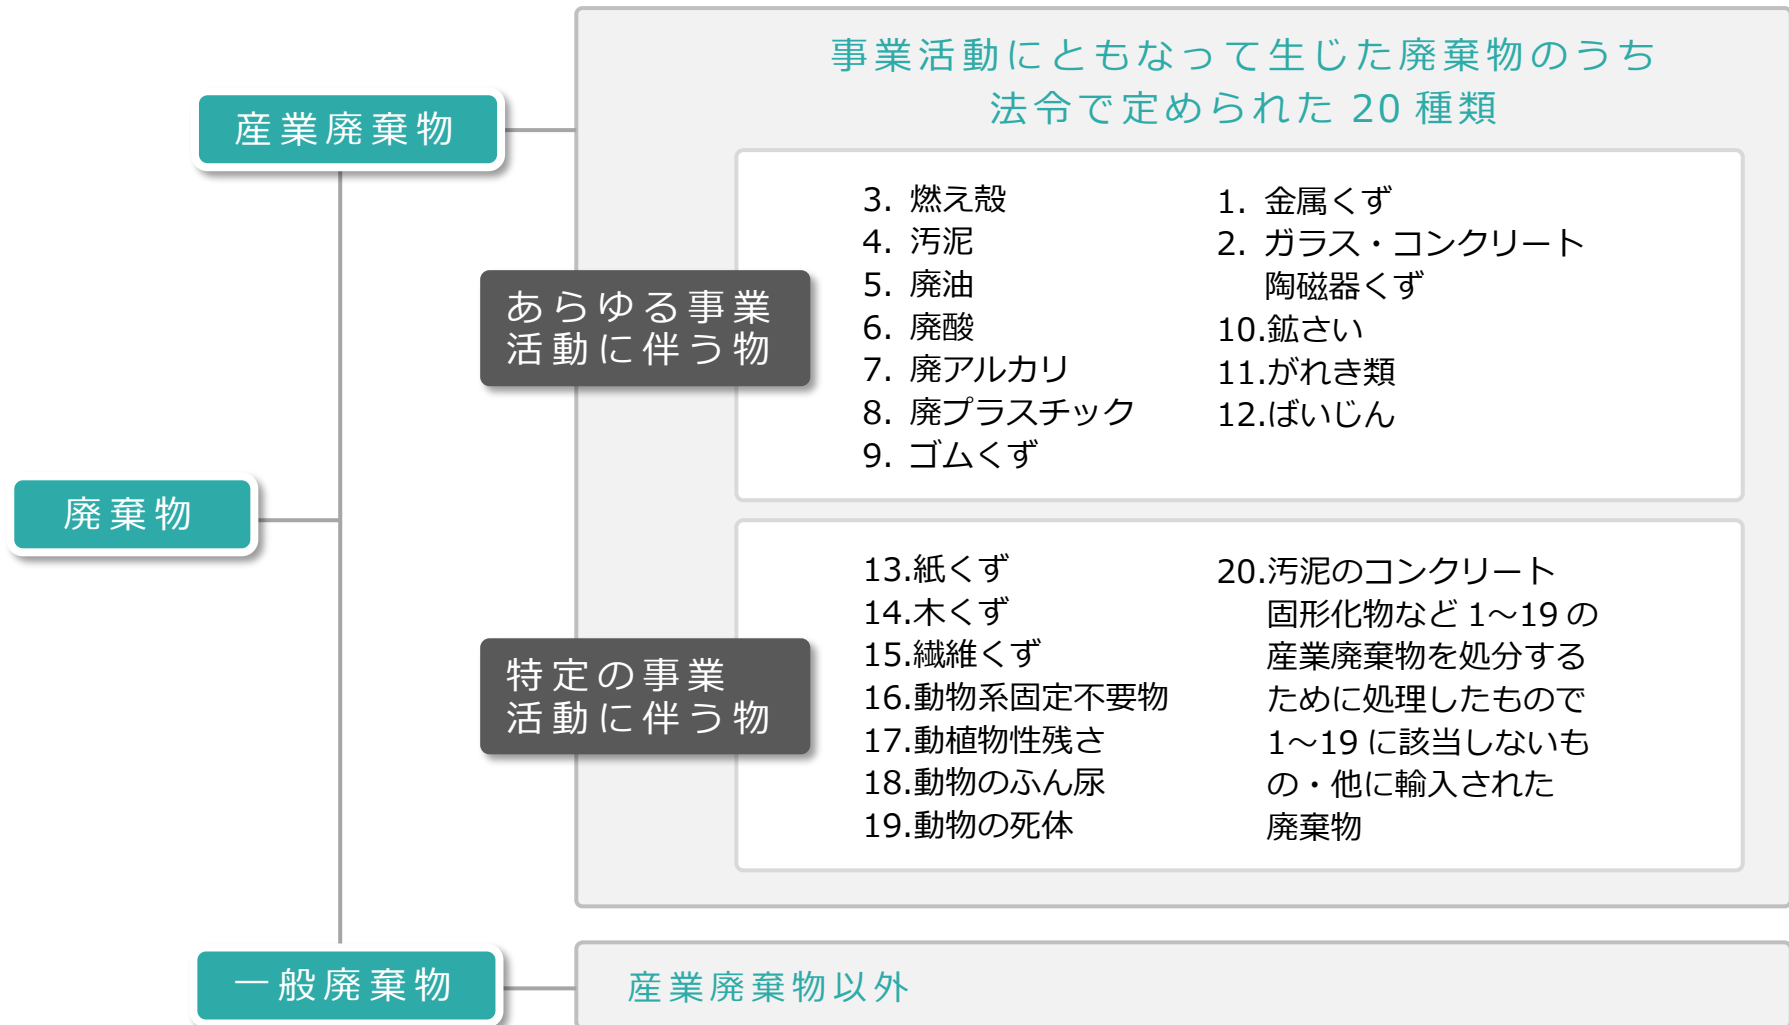 事業活動にともなって生じた廃棄物のうち
法令で定められた 20 種類
産業廃棄物
あらゆる事業
活動に伴う物
3. 燃え殻
4. 汚泥
5. 廃油
6. 廃酸
7. 廃アルカリ
8. 廃プラスチック
9. ゴムくず
1. 金属くず
2. ガラス・コンクリート
陶磁器くず
10.鉱さい
11.がれき類
12.ばいじん
廃棄物
特定の事業
活動に伴う物
13.紙くず
14.木くず
15.繊維くず
16.動物系固定不要物
17.動植物性残さ
18.動物のふん尿
19.動物の死体
20.汚泥のコンクリート
固形化物など 1～19 の
産業廃棄物を処分する
ために処理したもので
1～19 に該当しないも
の・他に輸入された
廃棄物
一般廃棄物
産業廃棄物以外